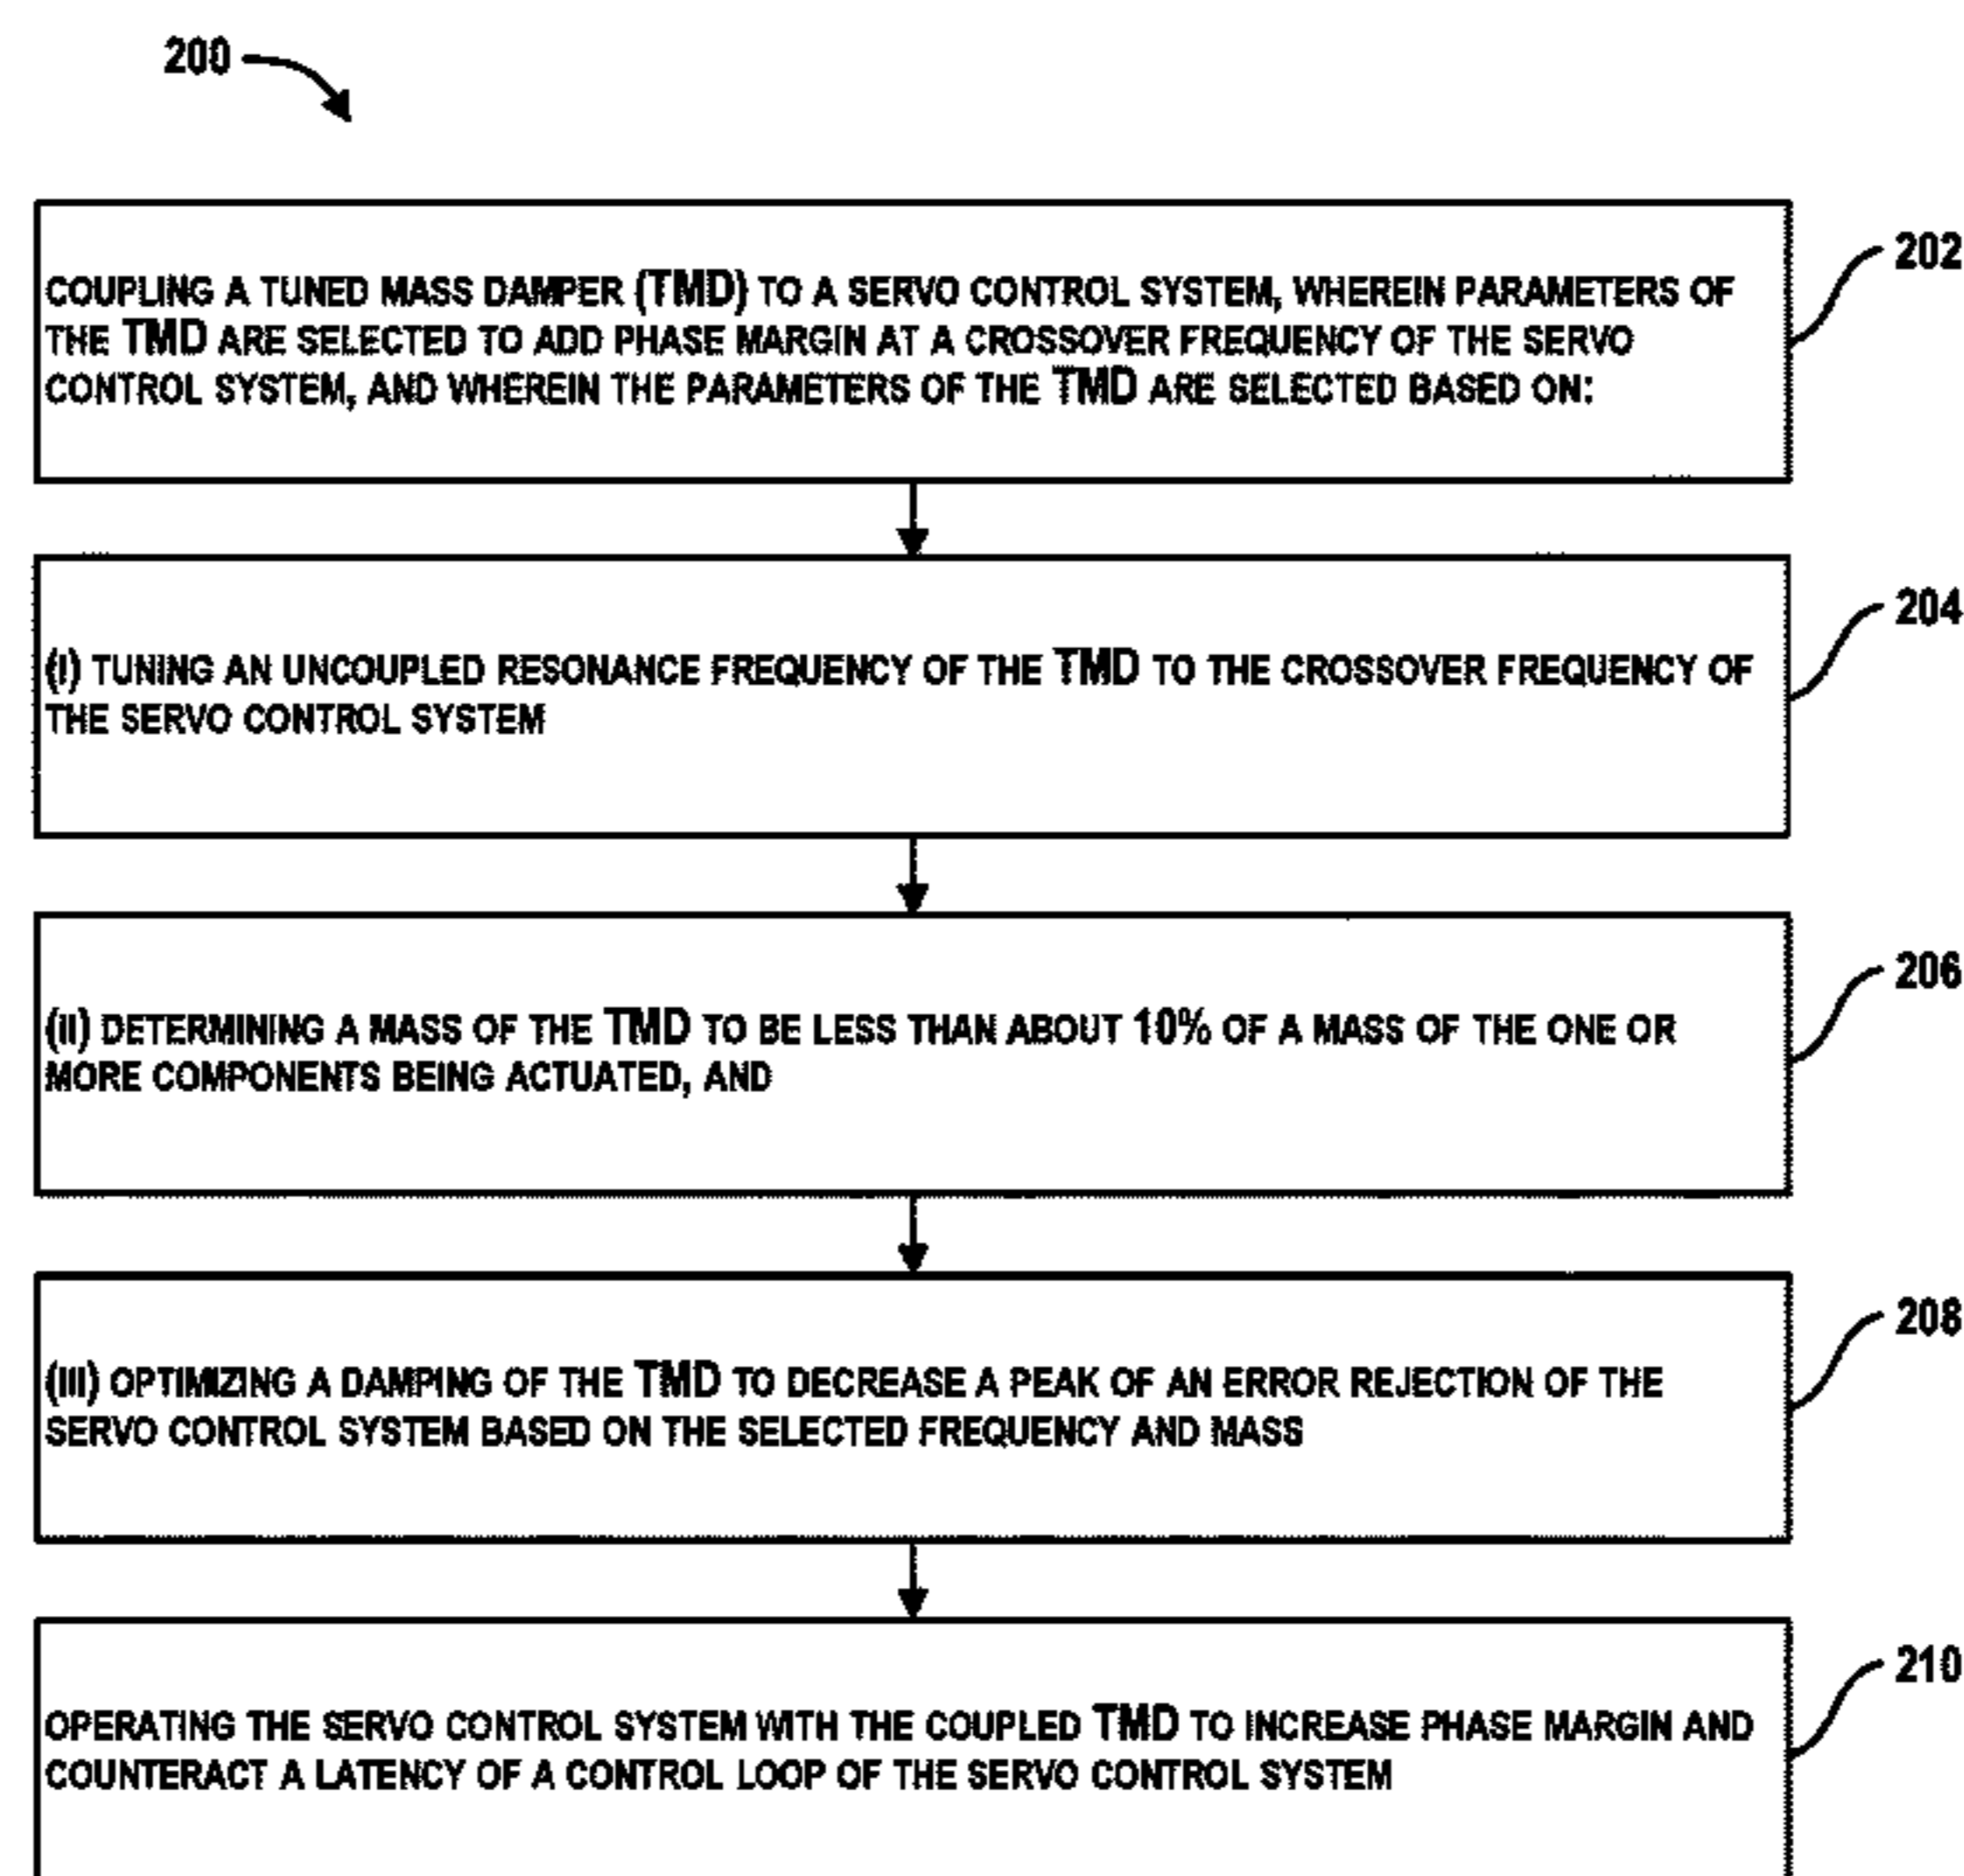 200
202
COUPLING A TUNED MASS DAMPER (TMD) TO A SERVO CONTROL SYSTEM, WHEREIN PARAMETERS OF
THE TMD ARE SELECTED TO ADD PHASE MARGIN AT A CROSSOVER FREQUENCY OF THE SERVO
CONTROL SYSTEM, AND WHEREIN THE PARAMETERS OF THE TMD ARE SELECTED BASED ON:
204
(I) TUNING AN UNCOUPLED RESONANCE FREQUENCY OF THE TMD TO THE CROSSOVER FREQUENCY OF
THE SERVO CONTROL SYSTEM
206
(II) DETERMINING A MASS OF THE TMD TO BE LESS THAN ABOUT 10% OF A MASS OF THE ONE OR
MORE COMPONENTS BEING ACTUATED, AND
208
(III) OPTIMIZING A DAMPING OF THE TMD TO DECREASE A PEAK OF AN ERROR REJECTION OF THE
SERVO CONTROL SYSTEM BASED ON THE SELECTED FREQUENCY AND MASS
210
OPERATING THE SERVO CONTROL SYSTEM WITH THE COUPLED TMD TO INCREASE PHASE MARGIN AND
COUNTERACT A LATENCY OF A CONTROL LOOP OF THE SERVO CONTROL SYSTEM